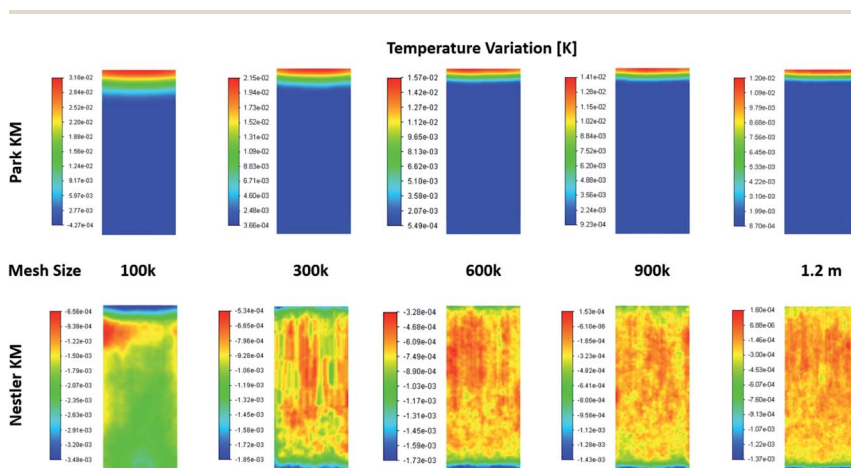 Temperature Variation [K]
Park KM
3.16e-02
2.84e-02
2.52e-02
2.20e-02
1.88e-02
1.56e-02
1.24e-02
9.17e-03
5.97e-03
2.77e-03
-4.27e-04
2.15e-02
1.94e-02
1.73e-02
1.52e-02
1.31e-02
1.09e-02
8.83e-03
6.71e-03
4.60e-03
2.48e-03
3.66e-04
1.57e-02
1.42e-02
1.27e-02
1.12e-02
9.66e-03
8.14e-03
6.62e-03
5.10e-03
3.58e-03
2.07e-03
5.49e-04
1.41e-02
1.28e-02
1.15e-02
1.02e-02
8.84e-03
7.52e-03
6.20e-03
4.88e-03
3.56e-03
2.24e-03
9.23e-04
1.20e-02
1.09e-02
9.79e-03
9.68e-03
7.56e-03
6.45e-03
5.33e-03
4.22e-03
3.10e-03
1.99e-03
8.70e-04
Mesh Size 100k 300k 600k 900k 1.2 m
Nestler KM
-6.56e-04
-9.38e-04
-1.22e-03
-1.50e-03
-1.79e-03
-2.07e-03
-2.35e-03
-2.63e-03
-2.91e-03
-3.20e-03
-3.48e-03
-5.34e-04
-6.65e-04
-7.97e-04
-9.28e-04
-1.06e-03
-1.19e-03
-1.32e-03
-1.45e-03
-1.59e-03
-1.72e-03
-1.85e-03
-3.28e-04
-4.68e-04
-6.09e-04
-7.49e-04
-8.90e-04
-1.03e-03
-1.17e-03
-1.31e-03
-1.45e-03
-1.59e-03
-1.73e-03
1.53e-04
-6.10e-06
-1.65e-04
-3.23e-04
-4.82e-04
-6.41e-04
-8.00e-04
-9.58e-04
-1.12e-03
-1.28e-03
-1.43e-03
1.60e-04
6.88e-06
-1.46e-04
-3.00e-04
-4.53e-04
-6.07e-04
-7.60e-04
-9.13e-04
-1.07e-03
-1.22e-03
-1.37e-03